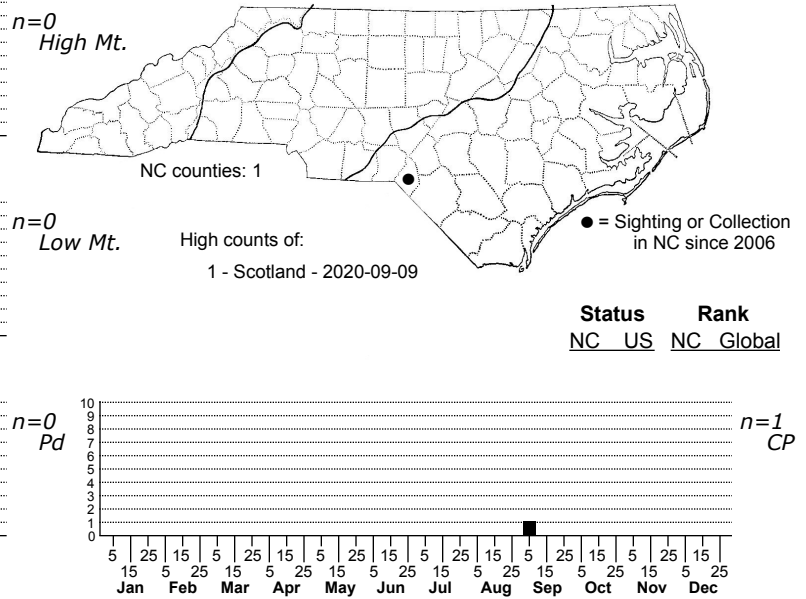 n=0
High Mt.
NC counties: 1
n=0
Low Mt.
High counts of:
1 - Scotland - 2020-09-09
● = Sighting or Collection
in NC since 2006
Status Rank
NC US NC Global
n=0
Pd
n=1
CP
10
9
8
7
6
5
4
3
2
1
0
5 25 15 5 25 15 5 25 15 5 25 15 5 25 15 5 25 15
15 5 25 15 5 25 15 5 25 15 5 25 15 5 25 15 5 25
Jan Feb Mar Apr May Jun Jul Aug Sep Oct Nov Dec